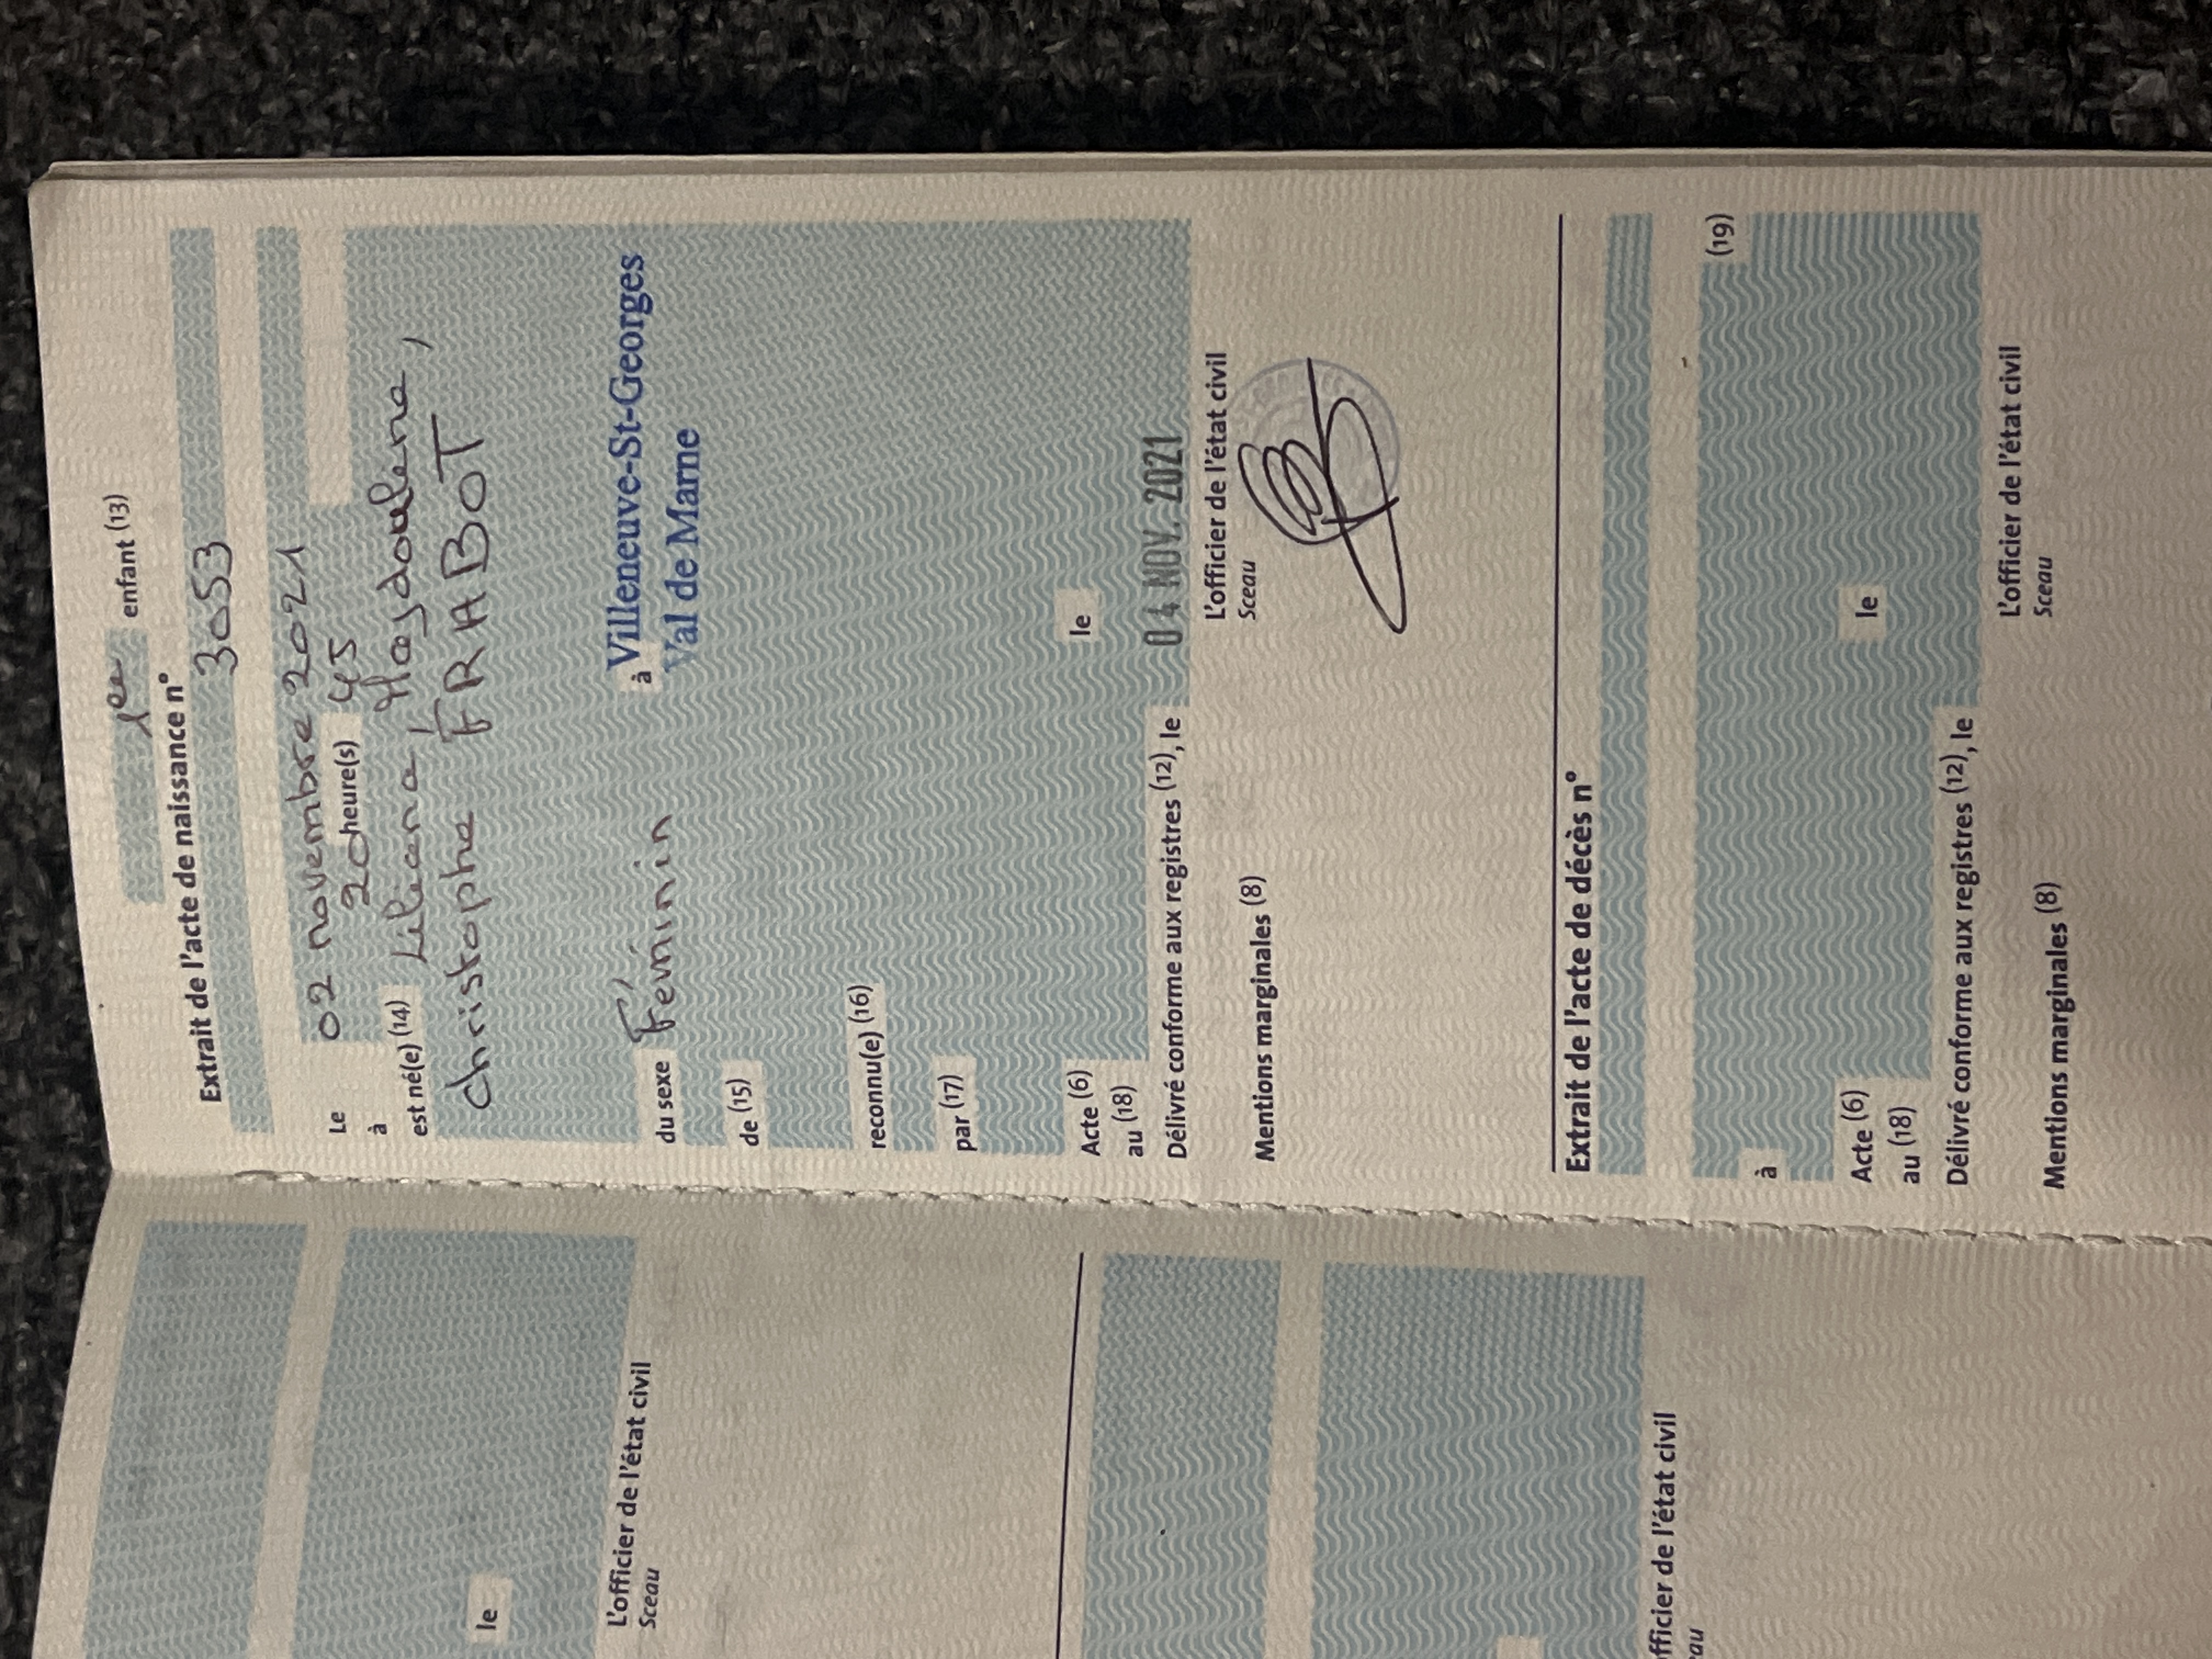 1er enfant (13)
Extrait de l'acte de naissance n°
3053
Le 02 novembre 2021
à 20 heure(s) 45
est né(e) (14) Liliana, Magdalena,
christophe FRABOT
du sexe Féminin à Villeneuve-St-Georges
Val de Marne
de (15)
reconnu(e) (16)
par (17)
Acte (6) le
au (18)
Délivré conforme aux registres (12), le 04 NOV. 2021
L'officier de l'état civil
Sceau
Mentions marginales (8)
Extrait de l'acte de décès n°
(19)
à
Acte (6) le
au (18)
Délivré conforme aux registres (12), le
L'officier de l'état civil
Sceau
Mentions marginales (8)
le
L'officier de l'état civil
Sceau
fficier de l'état civil
eau